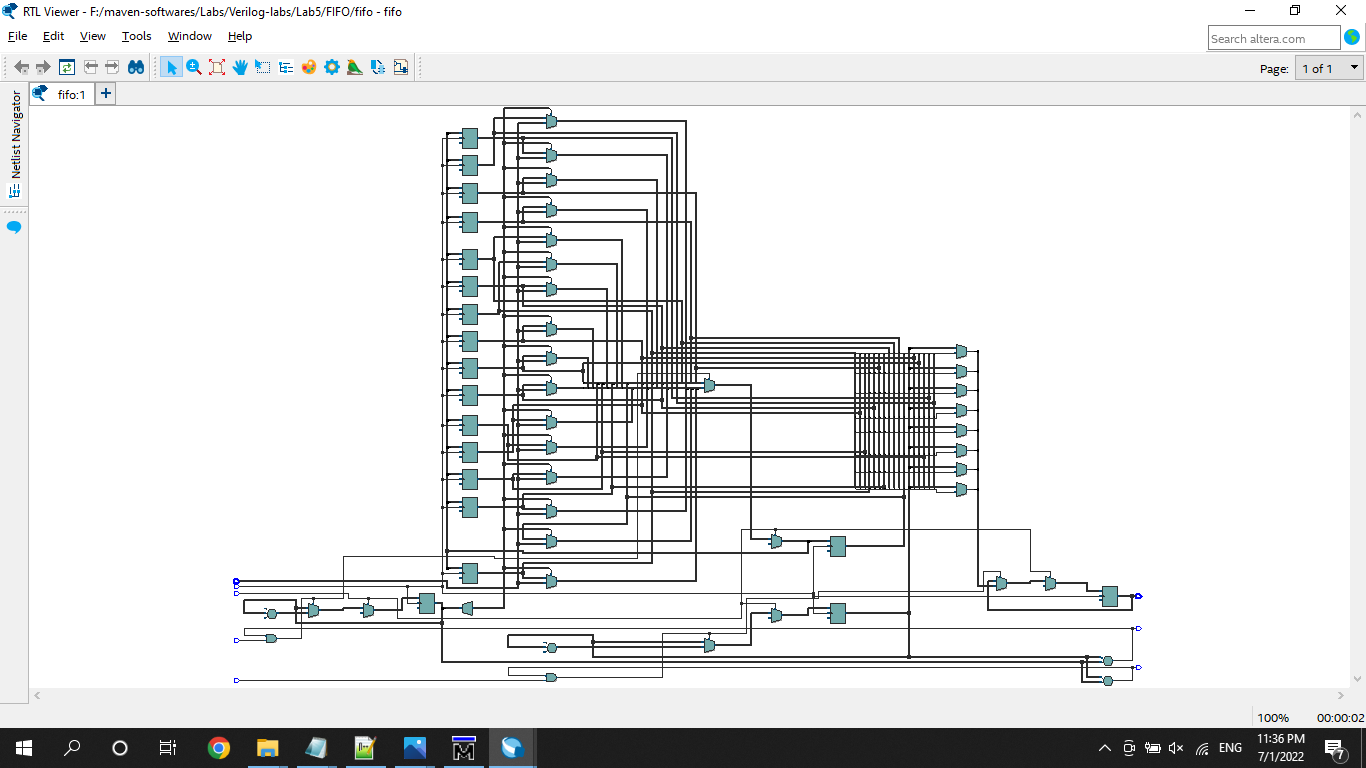 RTL Viewer - F:/maven-softwares/Labs/Verilog-labs/Lab5/FIFO/fifo - fifo
File Edit View Tools Window Help
Search altera.com
Page: 1 of 1
fifo:1
Netlist Navigator
100% 00:00:02
ENG
11:36 PM
7/1/2022
7